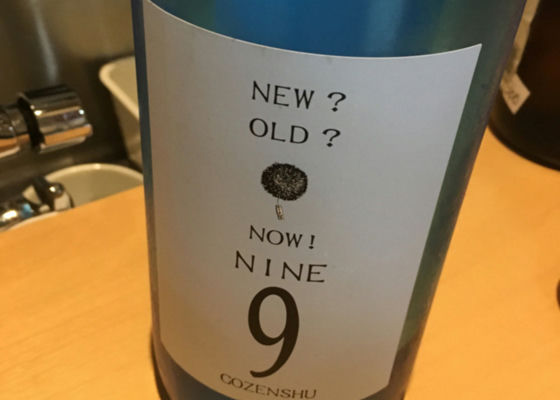 NEW ?
OLD ?
NOW !
NINE
9
GOZENSHU